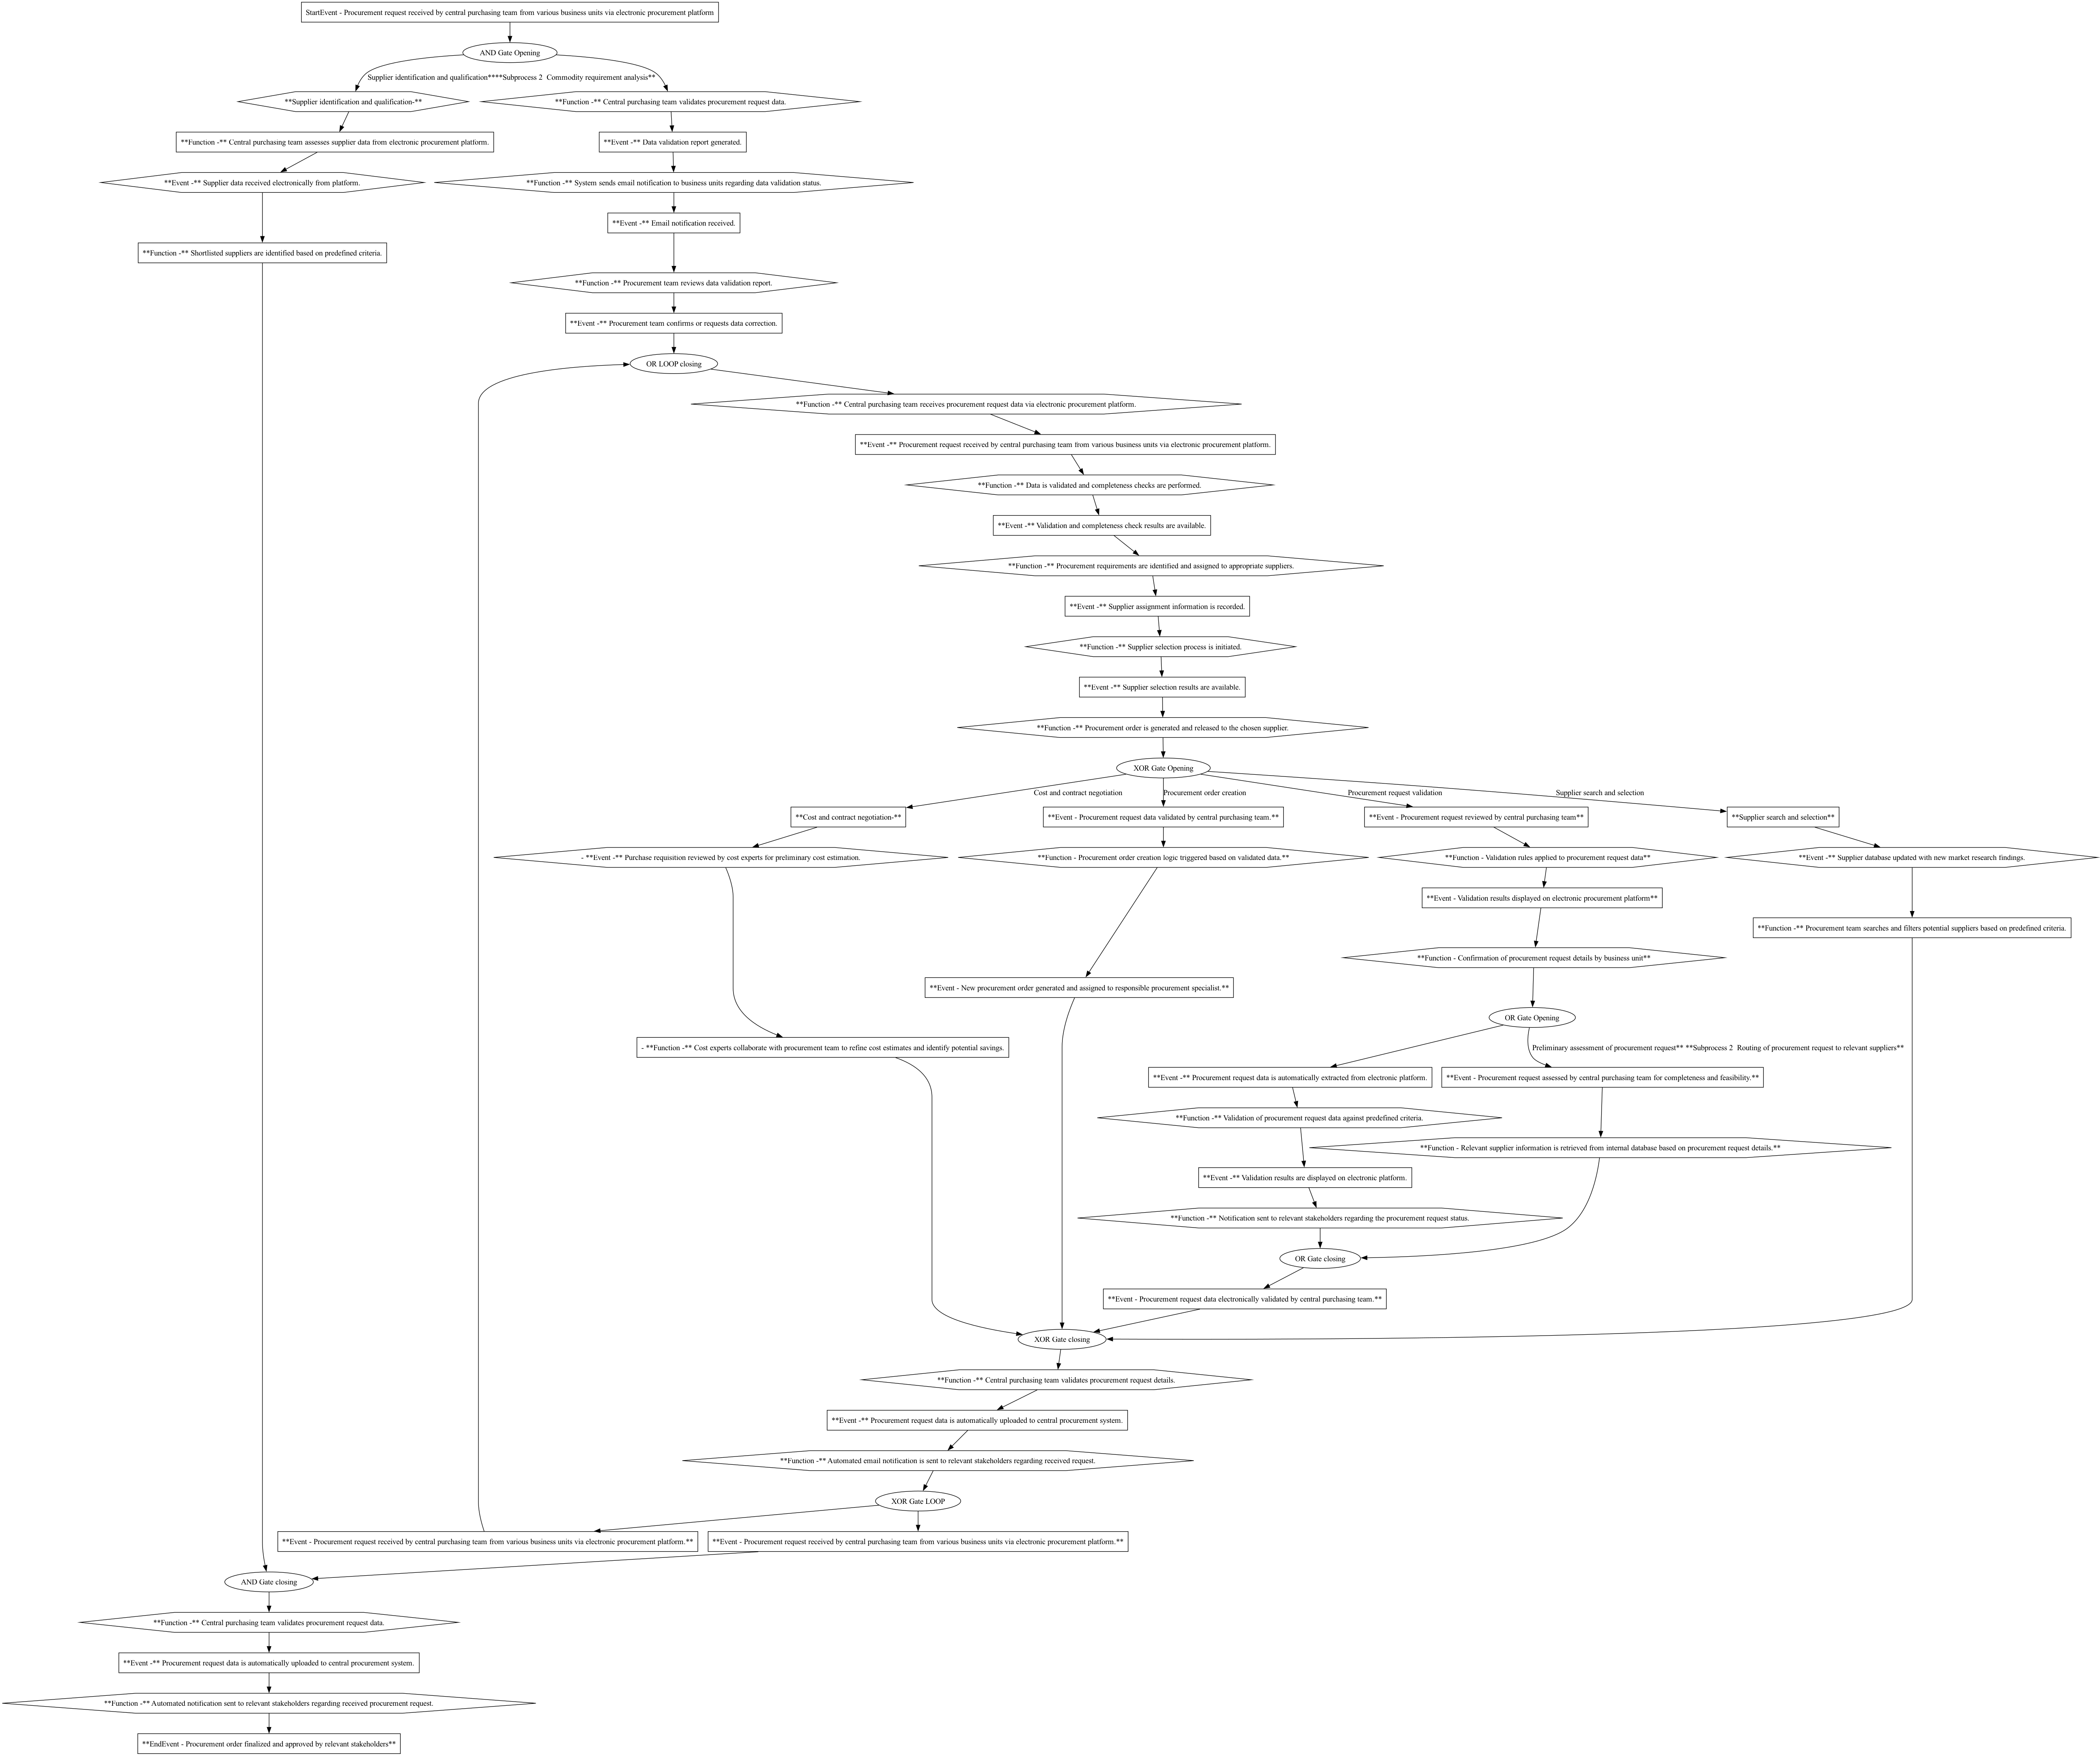 StartEvent - Procurement request received by central purchasing team from various business units via electronic procurement platform
AND Gate Opening
Supplier identification and qualification****Subprocess 2  Commodity requirement analysis**
**Supplier identification and qualification-**
**Function -** Central purchasing team validates procurement request data.
**Function -** Central purchasing team assesses supplier data from electronic procurement platform.
**Event -** Data validation report generated.
**Event -** Supplier data received electronically from platform.
**Function -** System sends email notification to business units regarding data validation status.
**Event -** Email notification received.
**Function -** Shortlisted suppliers are identified based on predefined criteria.
**Function -** Procurement team reviews data validation report.
**Event -** Procurement team confirms or requests data correction.
OR LOOP closing
**Function -** Central purchasing team receives procurement request data via electronic procurement platform.
**Event -** Procurement request received by central purchasing team from various business units via electronic procurement platform.
**Function -** Data is validated and completeness checks are performed.
**Event -** Validation and completeness check results are available.
**Function -** Procurement requirements are identified and assigned to appropriate suppliers.
**Event -** Supplier assignment information is recorded.
**Function -** Supplier selection process is initiated.
**Event -** Supplier selection results are available.
**Function -** Procurement order is generated and released to the chosen supplier.
XOR Gate Opening
Cost and contract negotiation
Procurement order creation
Procurement request validation
Supplier search and selection
**Cost and contract negotiation-**
**Event - Procurement request data validated by central purchasing team.**
**Event - Procurement request reviewed by central purchasing team**
**Supplier search and selection**
- **Event -** Purchase requisition reviewed by cost experts for preliminary cost estimation.
**Function - Procurement order creation logic triggered based on validated data.**
**Function - Validation rules applied to procurement request data**
**Event -** Supplier database updated with new market research findings.
**Event - Validation results displayed on electronic procurement platform**
**Function -** Procurement team searches and filters potential suppliers based on predefined criteria.
**Function - Confirmation of procurement request details by business unit**
**Event - New procurement order generated and assigned to responsible procurement specialist.**
OR Gate Opening
- **Function -** Cost experts collaborate with procurement team to refine cost estimates and identify potential savings.
Preliminary assessment of procurement request** **Subprocess 2  Routing of procurement request to relevant suppliers**
**Event -** Procurement request data is automatically extracted from electronic platform.
**Event - Procurement request assessed by central purchasing team for completeness and feasibility.**
**Function -** Validation of procurement request data against predefined criteria.
**Function - Relevant supplier information is retrieved from internal database based on procurement request details.**
**Event -** Validation results are displayed on electronic platform.
**Function -** Notification sent to relevant stakeholders regarding the procurement request status.
OR Gate closing
**Event - Procurement request data electronically validated by central purchasing team.**
XOR Gate closing
**Function -** Central purchasing team validates procurement request details.
**Event -** Procurement request data is automatically uploaded to central procurement system.
**Function -** Automated email notification is sent to relevant stakeholders regarding received request.
XOR Gate LOOP
**Event - Procurement request received by central purchasing team from various business units via electronic procurement platform.**
**Event - Procurement request received by central purchasing team from various business units via electronic procurement platform.**
AND Gate closing
**Function -** Central purchasing team validates procurement request data.
**Event -** Procurement request data is automatically uploaded to central procurement system.
**Function -** Automated notification sent to relevant stakeholders regarding received procurement request.
**EndEvent - Procurement order finalized and approved by relevant stakeholders**